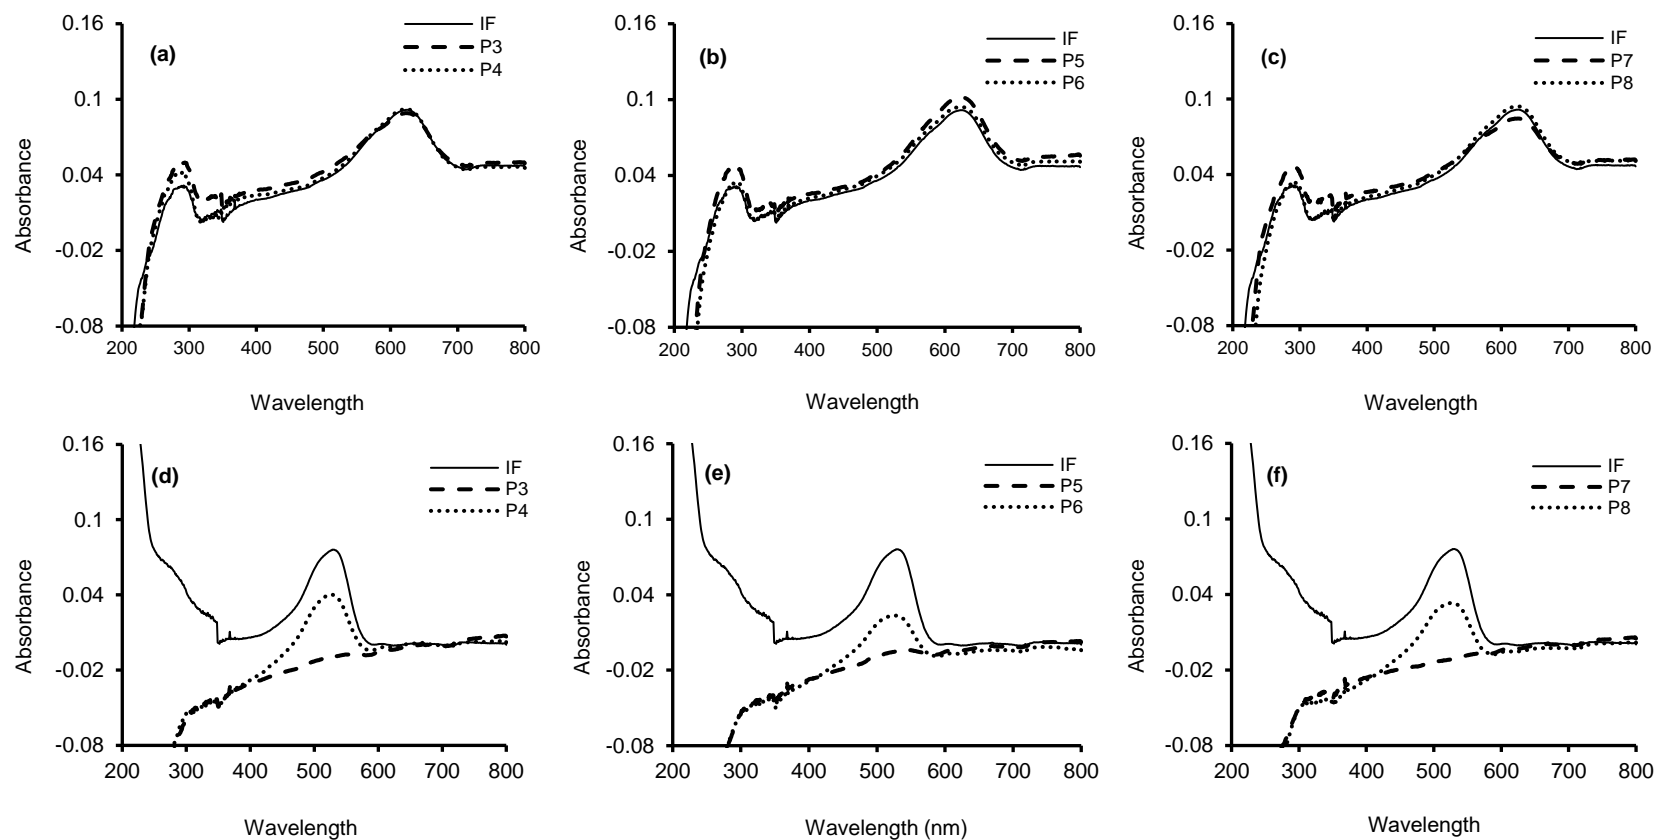 0.16
0.1
0.04
-0.02
-0.08
200 300 400 500 600 700 800
Absorbance
Wavelength
(a)
IF
P3
P4
0.16
0.1
0.04
-0.02
-0.08
200 300 400 500 600 700 800
Absorbance
Wavelength
(b)
IF
P5
P6
0.16
0.1
0.04
-0.02
-0.08
200 300 400 500 600 700 800
Absorbance
Wavelength
(c)
IF
P7
P8
0.16
0.1
0.04
-0.02
-0.08
200 300 400 500 600 700 800
Absorbance
Wavelength
(d)
IF
P3
P4
0.16
0.1
0.04
-0.02
-0.08
200 300 400 500 600 700 800
Absorbance
Wavelength (nm)
(e)
IF
P5
P6
0.16
0.1
0.04
-0.02
-0.08
200 300 400 500 600 700 800
Absorbance
Wavelength
(f)
IF
P7
P8